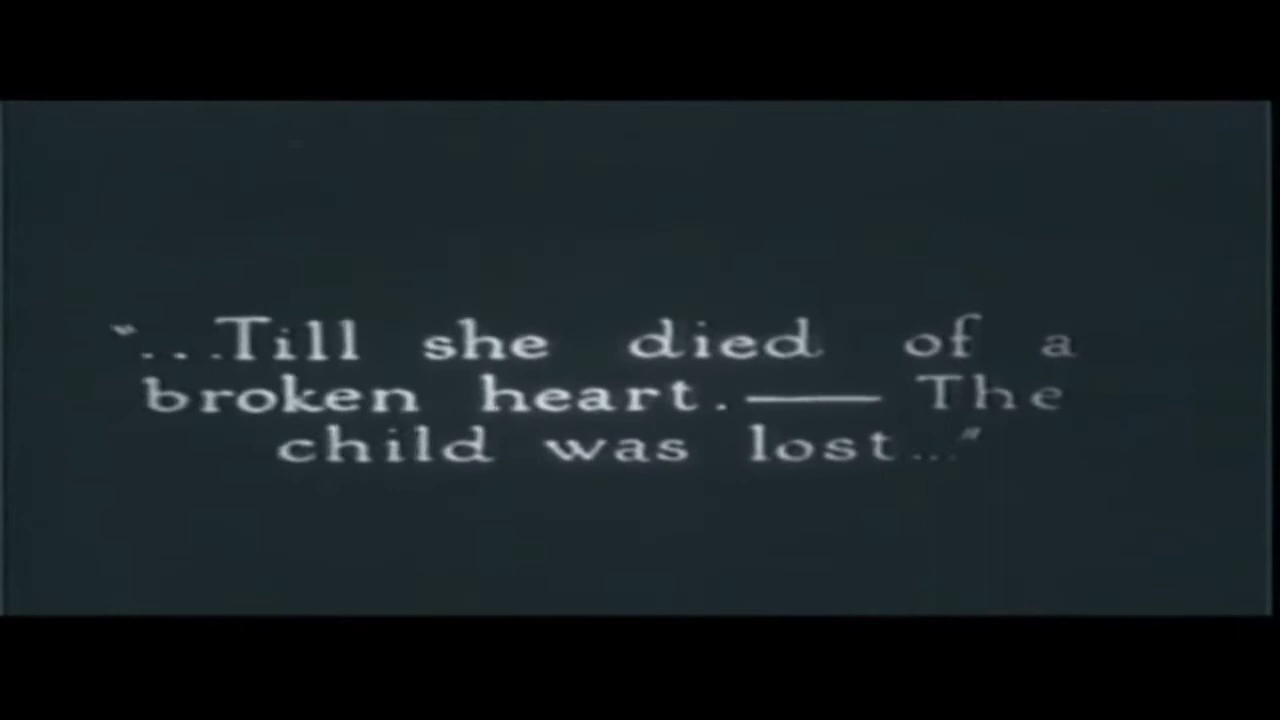 "...Till she died of a
broken heart. — The
child was lost..."